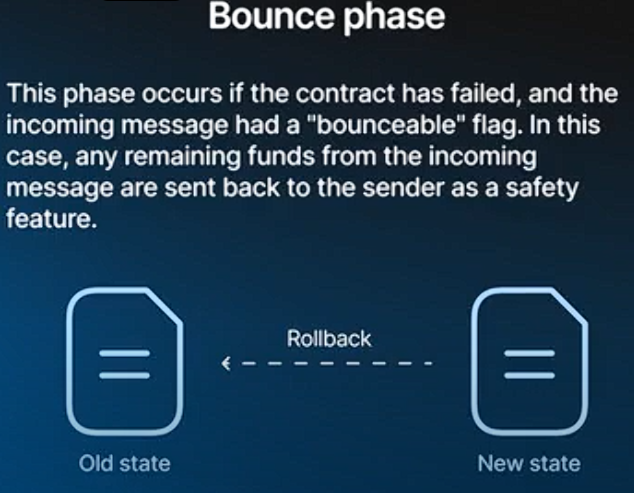 Bounce phase
This phase occurs if the contract has failed, and the
incoming message had a "bounceable" flag. In this
case, any remaining funds from the incoming
message are sent back to the sender as a safety
feature.
Rollback
Old state
New state